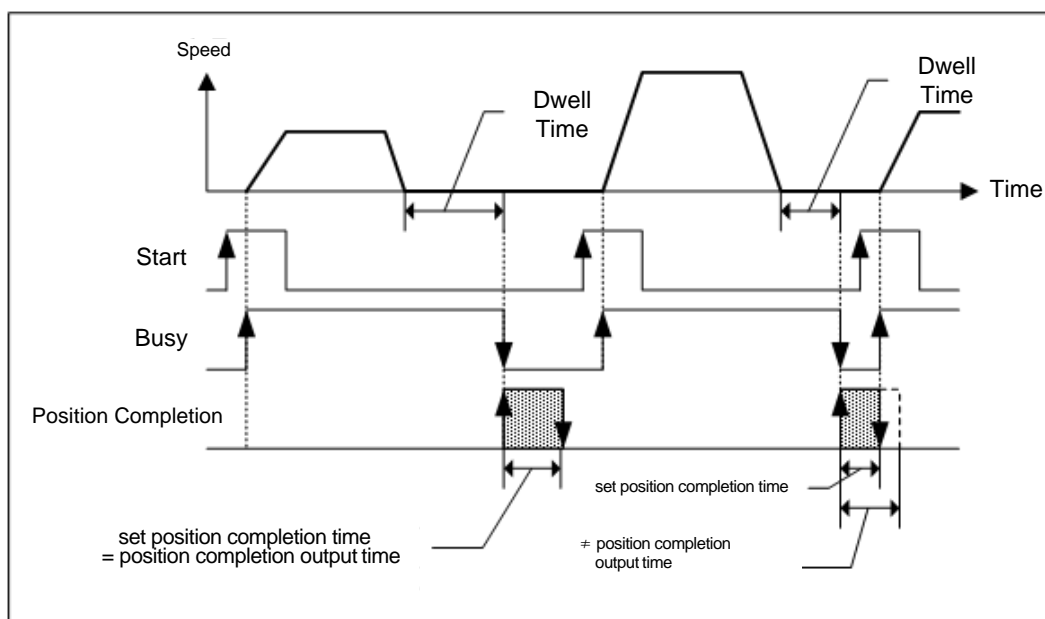 Speed
Dwell
Time
Dwell
Time
Time
Start
Busy
Position Completion
set position completion time
= position completion output time
set position completion time
≠ position completion
output time